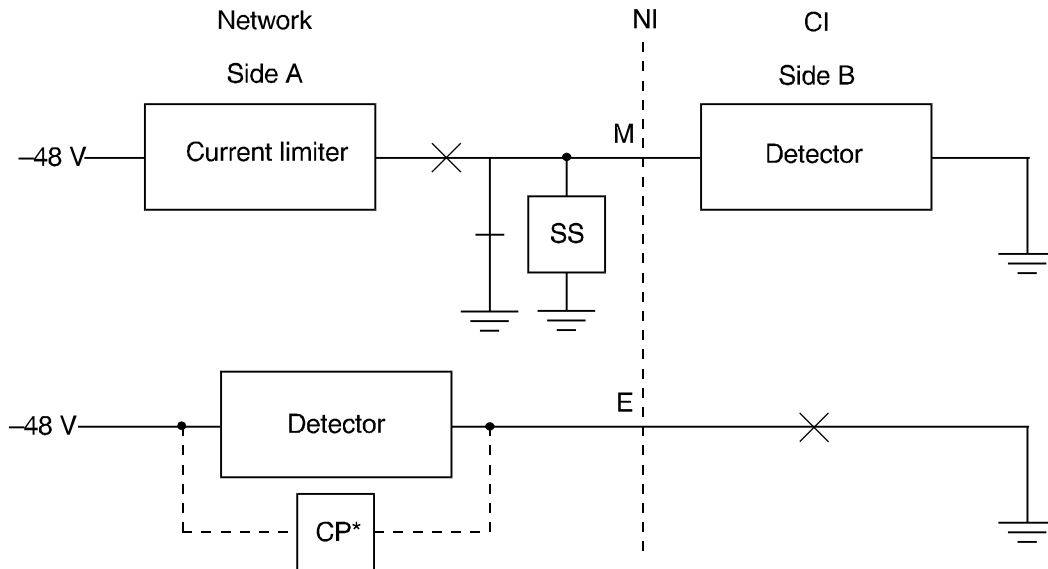 Network NI CI
Side A Side B
M
–48 V Current limiter Detector
SS
E
–48 V Detector
CP*